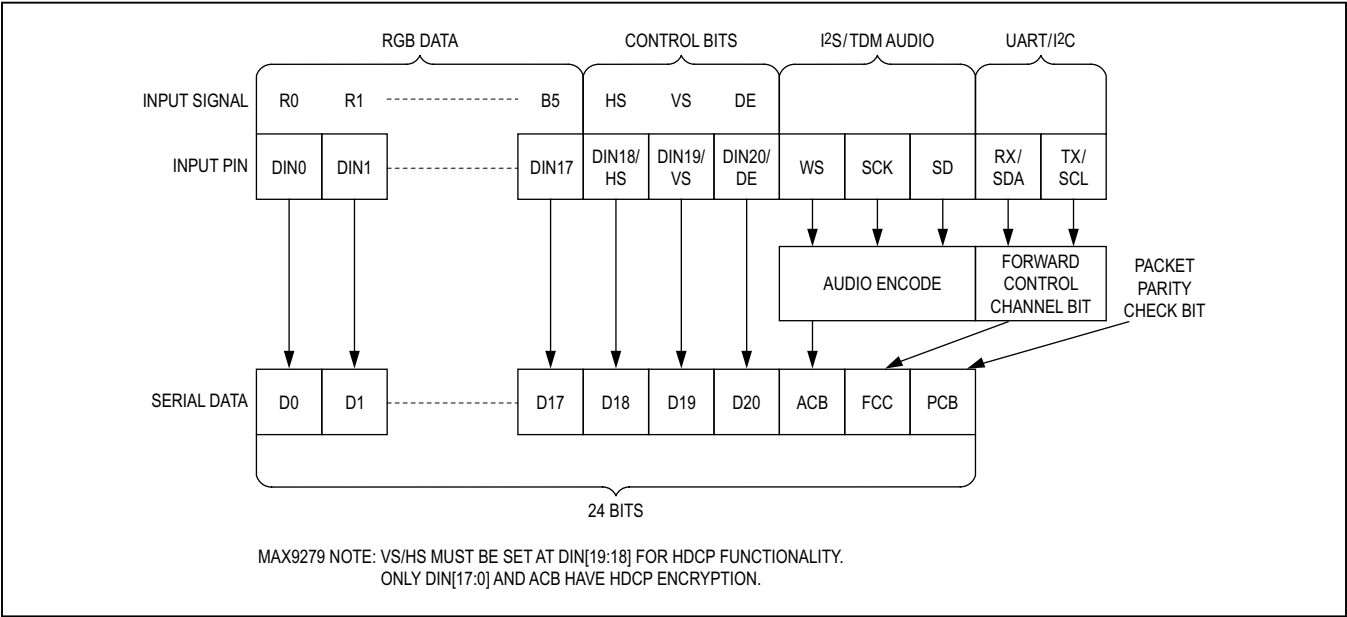 RGB DATA CONTROL BITS I2S/TDM AUDIO UART/I2C
INPUT SIGNAL R0 R1 B5 HS VS DE
INPUT PIN DIN0 DIN1 DIN17 DIN18/ HS DIN19/ VS DIN20/ DE WS SCK SD RX/ SDA TX/ SCL
AUDIO ENCODE
FORWARD
CONTROL
CHANNEL BIT
PACKET
PARITY
CHECK BIT
SERIAL DATA D0 D1 D17 D18 D19 D20 ACB FCC PCB
24 BITS
MAX9279 NOTE: VS/HS MUST BE SET AT DIN[19:18] FOR HDCP FUNCTIONALITY.
ONLY DIN[17:0] AND ACB HAVE HDCP ENCRYPTION.